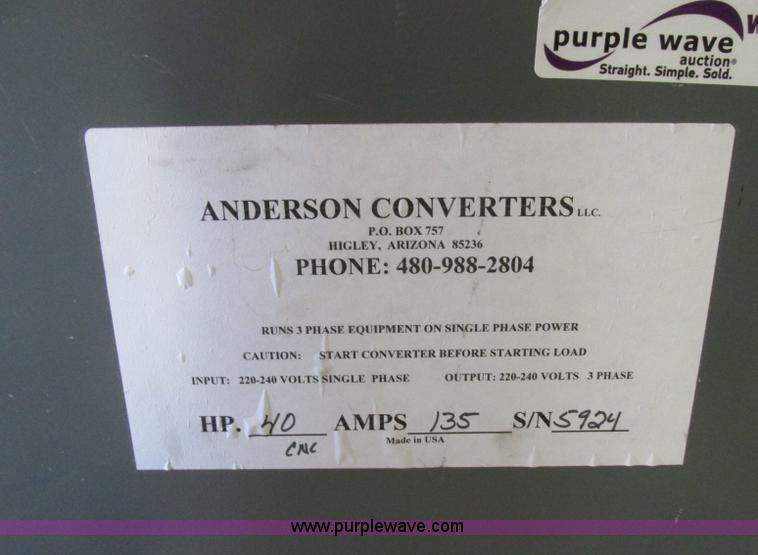 purple wave
auction®
Straight. Simple. Sold.
W
ANDERSON CONVERTERS LLC.
P.O. BOX 757
HIGLEY, ARIZONA 85236
PHONE: 480-988-2804
RUNS 3 PHASE EQUIPMENT ON SINGLE PHASE POWER
CAUTION: START CONVERTER BEFORE STARTING LOAD
INPUT: 220-240 VOLTS SINGLE PHASE OUTPUT: 220-240 VOLTS 3 PHASE
HP. 40 AMPS 135 S/N 5924
CNC Made in USA
www.purplewave.com